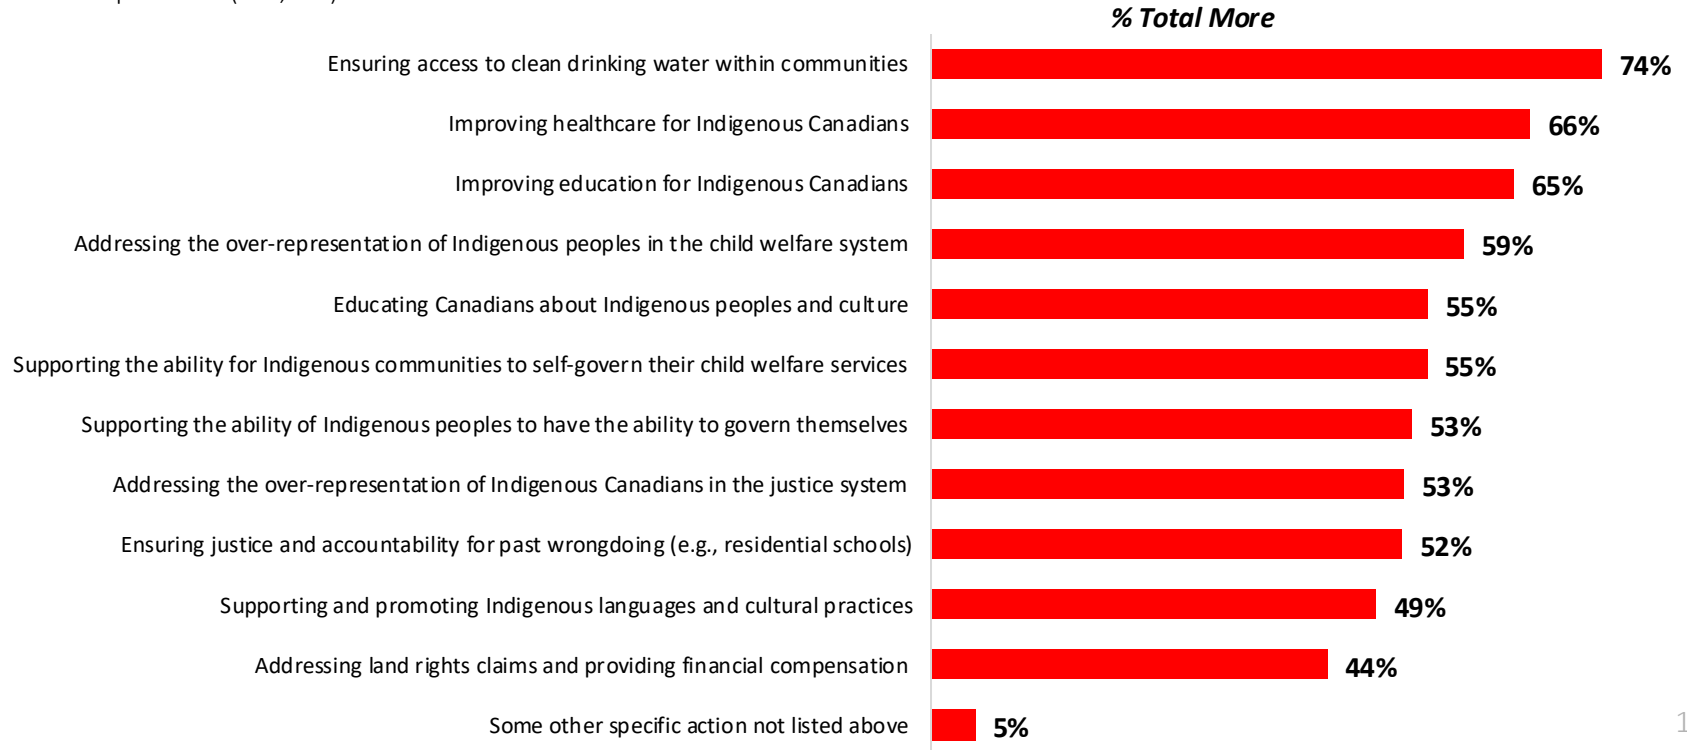 % Total More
Ensuring access to clean drinking water within communities 74%
Improving healthcare for Indigenous Canadians 66%
Improving education for Indigenous Canadians 65%
Addressing the over-representation of Indigenous peoples in the child welfare system 59%
Educating Canadians about Indigenous peoples and culture 55%
Supporting the ability for Indigenous communities to self-govern their child welfare services 55%
Supporting the ability of Indigenous peoples to have the ability to govern themselves 53%
Addressing the over-representation of Indigenous Canadians in the justice system 53%
Ensuring justice and accountability for past wrongdoing (e.g., residential schools) 52%
Supporting and promoting Indigenous languages and cultural practices 49%
Addressing land rights claims and providing financial compensation 44%
Some other specific action not listed above 5%
1